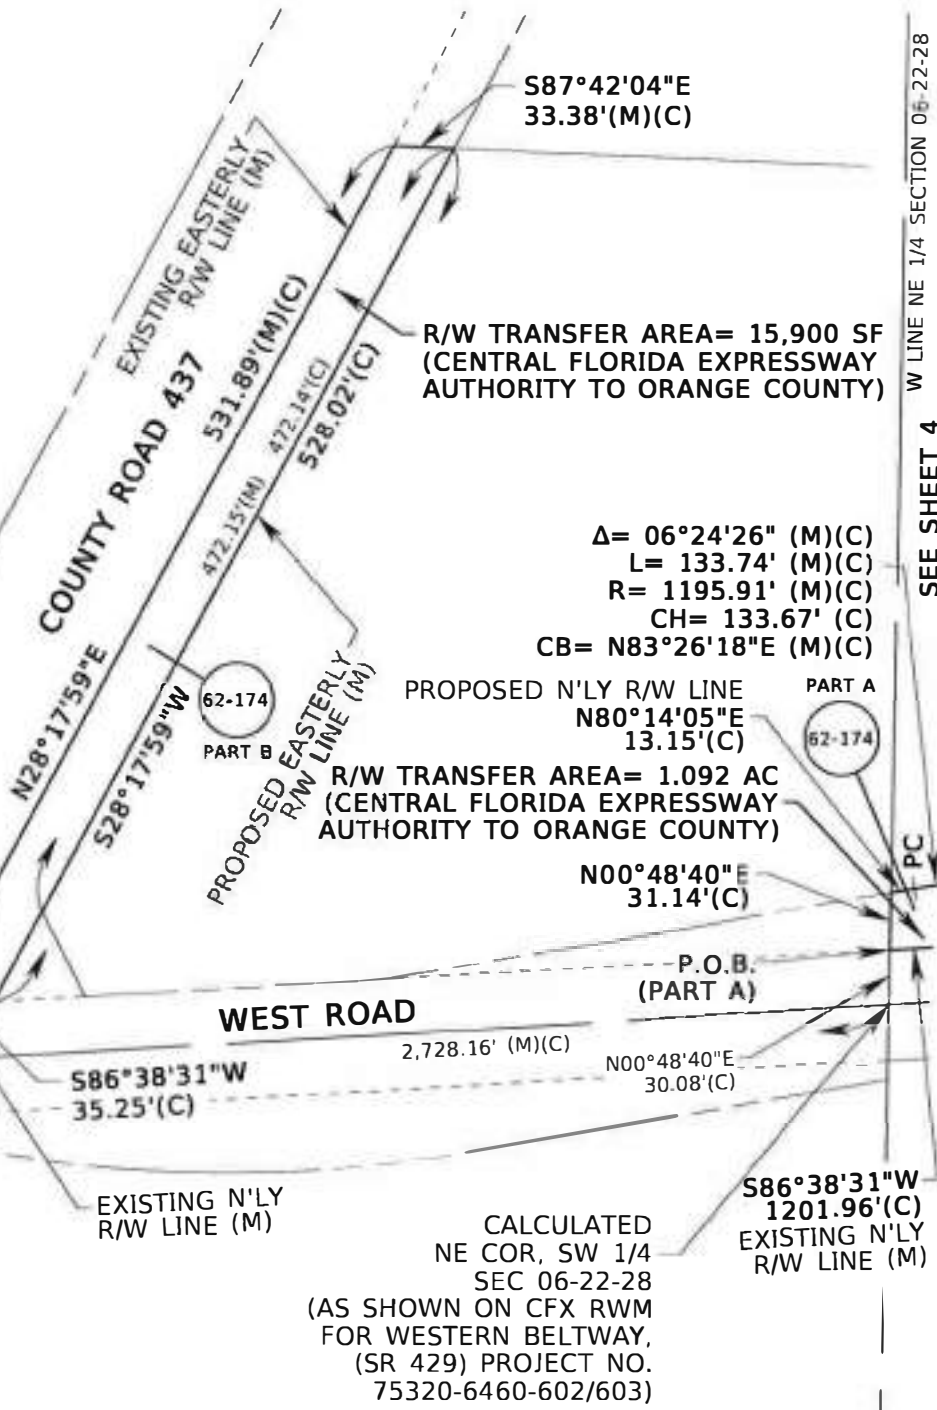 S87°42'04"E
33.38'(M)(C)
W LINE NE 1/4 SECTION 06-22-28
EXISTING EASTERLY
R/W LINE (M)
R/W TRANSFER AREA= 15,900 SF
(CENTRAL FLORIDA EXPRESSWAY
AUTHORITY TO ORANGE COUNTY)
COUNTY ROAD 437
531.89'(M)(C)
472.14'(C)
528.02'(C)
472.15'(M)
SEE SHEET 4
Δ= 06°24'26" (M)(C)
L= 133.74' (M)(C)
R= 1195.91' (M)(C)
CH= 133.67' (C)
CB= N83°26'18"E (M)(C)
N28°17'59"E
S28°17'59"W
62-174
PART B
PROPOSED EASTERLY
R/W LINE (M)
PROPOSED N'LY R/W LINE
N80°14'05"E
13.15'(C)
PART A
62-174
R/W TRANSFER AREA= 1.092 AC
(CENTRAL FLORIDA EXPRESSWAY
AUTHORITY TO ORANGE COUNTY)
PC
N00°48'40"E
31.14'(C)
P.O.B.
(PART A)
WEST ROAD
2,728.16' (M)(C)
N00°48'40"E
30.08'(C)
S86°38'31"W
35.25'(C)
EXISTING N'LY
R/W LINE (M)
S86°38'31"W
1201.96'(C)
EXISTING N'LY
R/W LINE (M)
CALCULATED
NE COR, SW 1/4
SEC 06-22-28
(AS SHOWN ON CFX RWM
FOR WESTERN BELTWAY,
(SR 429) PROJECT NO.
75320-6460-602/603)